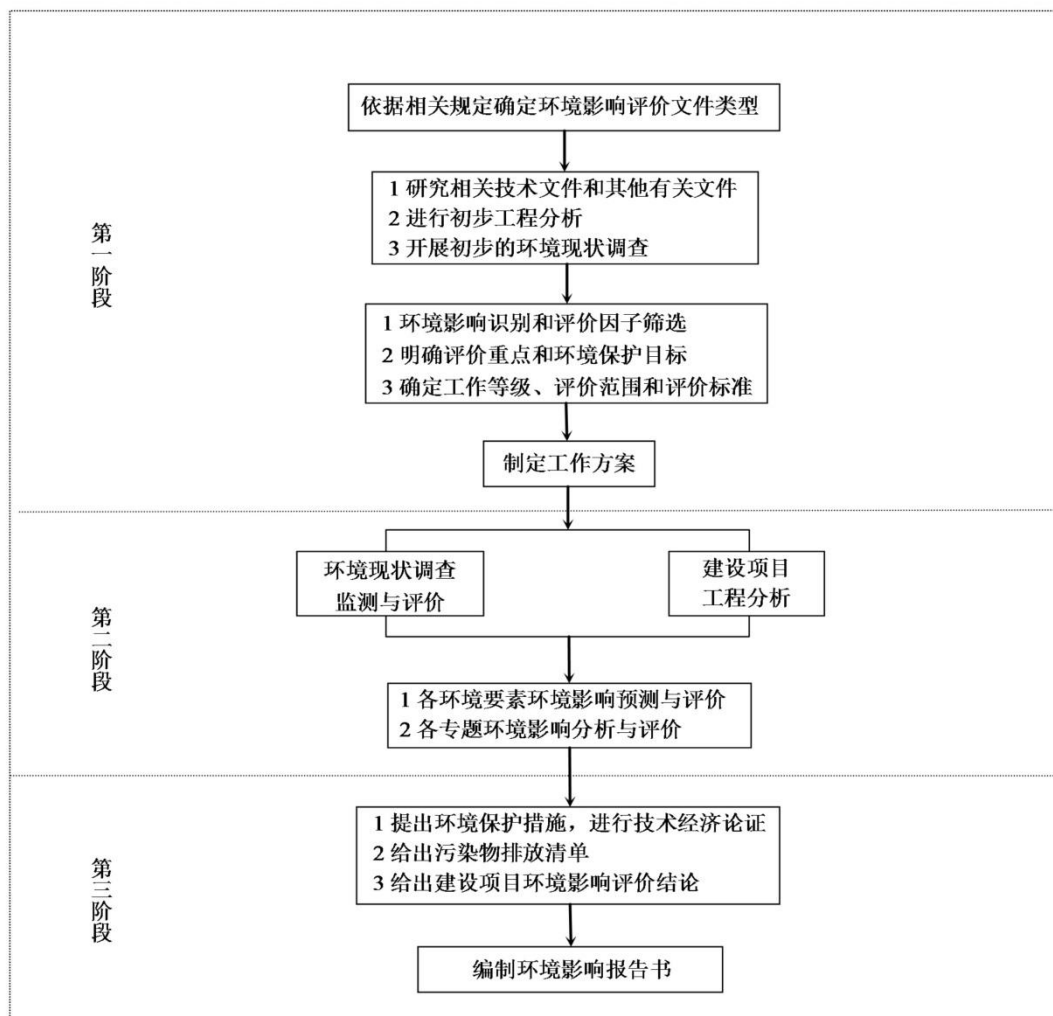 依据相关规定确定环境影响评价文件类型
第一阶段
1 研究相关技术文件和其他有关文件
2 进行初步工程分析
3 开展初步的环境现状调查
1 环境影响识别和评价因子筛选
2 明确评价重点和环境保护目标
3 确定工作等级、评价范围和评价标准
制定工作方案
第二阶段
环境现状调查
监测与评价
建设项目
工程分析
1 各环境要素环境影响预测与评价
2 各专题环境影响分析与评价
第三阶段
1 提出环境保护措施，进行技术经济论证
2 给出污染物排放清单
3 给出建设项目环境影响评价结论
编制环境影响报告书